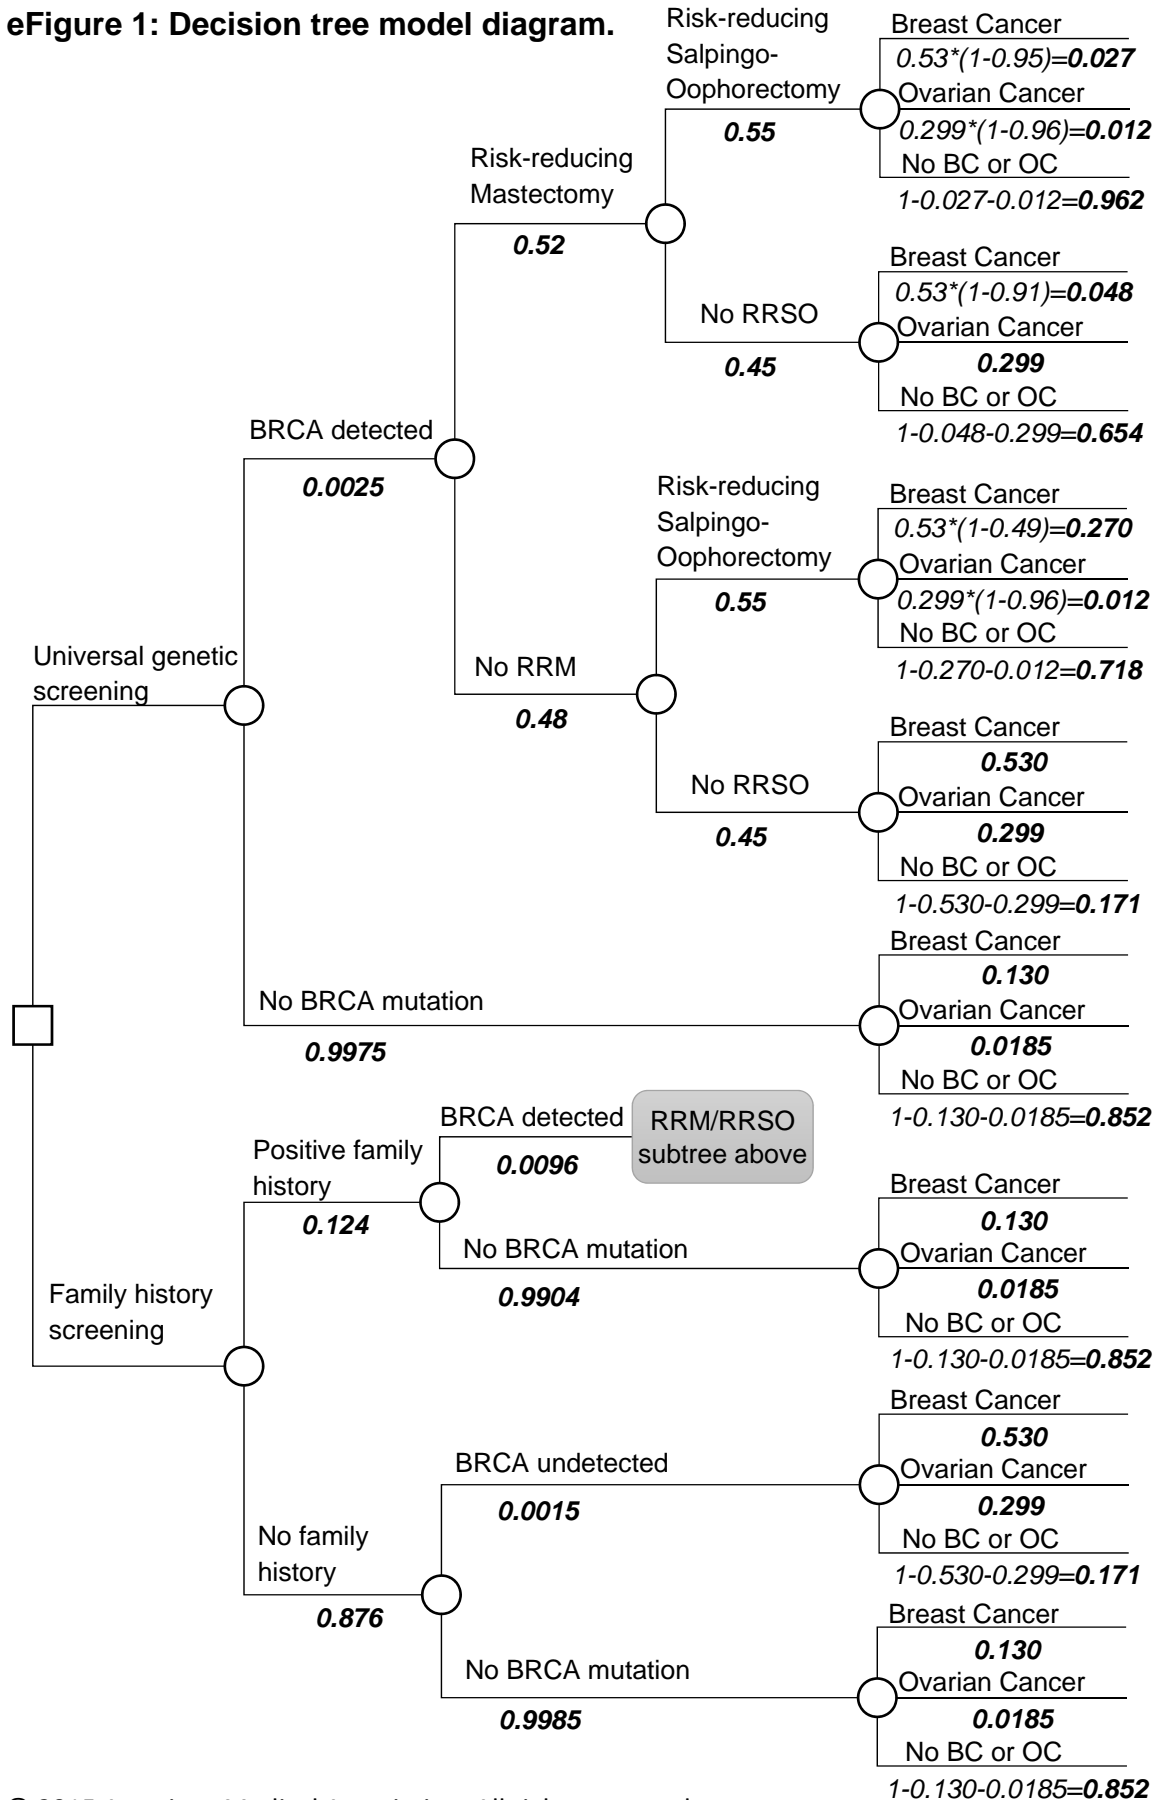 eFigure 1: Decision tree model diagram.
Risk-reducing
Salpingo-
Oophorectomy
0.55
Breast Cancer
0.53*(1-0.95)=0.027
Ovarian Cancer
0.299*(1-0.96)=0.012
No BC or OC
1-0.027-0.012=0.962
Risk-reducing
Mastectomy
0.52
No RRSO
0.45
Breast Cancer
0.53*(1-0.91)=0.048
Ovarian Cancer
0.299
No BC or OC
1-0.048-0.299=0.654
BRCA detected
0.0025
Risk-reducing
Salpingo-
Oophorectomy
0.55
Breast Cancer
0.53*(1-0.49)=0.270
Ovarian Cancer
0.299*(1-0.96)=0.012
No BC or OC
1-0.270-0.012=0.718
Universal genetic
screening
No RRM
0.48
No RRSO
0.45
Breast Cancer
0.530
Ovarian Cancer
0.299
No BC or OC
1-0.530-0.299=0.171
No BRCA mutation
0.9975
Breast Cancer
0.130
Ovarian Cancer
0.0185
No BC or OC
1-0.130-0.0185=0.852
Positive family
history
0.124
BRCA detected
0.0096
RRM/RRSO
subtree above
No BRCA mutation
0.9904
Breast Cancer
0.130
Ovarian Cancer
0.0185
No BC or OC
1-0.130-0.0185=0.852
Family history
screening
BRCA undetected
0.0015
Breast Cancer
0.530
Ovarian Cancer
0.299
No BC or OC
1-0.530-0.299=0.171
No family
history
0.876
No BRCA mutation
0.9985
Breast Cancer
0.130
Ovarian Cancer
0.0185
No BC or OC
1-0.130-0.0185=0.852